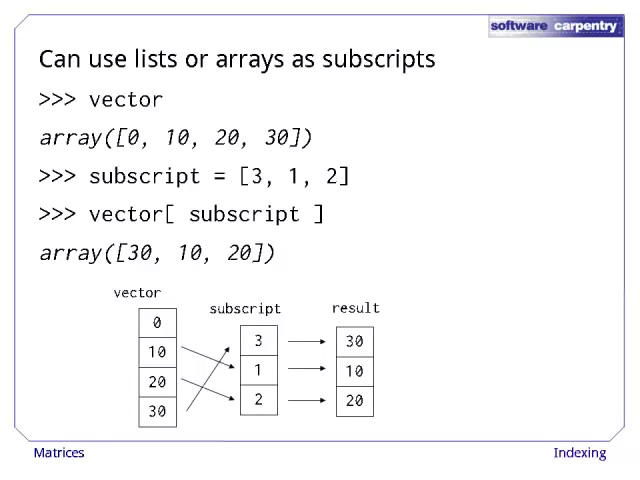 software carpentry
Can use lists or arrays as subscripts
>>> vector
array([0, 10, 20, 30])
>>> subscript = [3, 1, 2]
>>> vector[ subscript ]
array([30, 10, 20])
vector
subscript
result
0
10
20
30
3
1
2
30
10
20
Matrices
Indexing